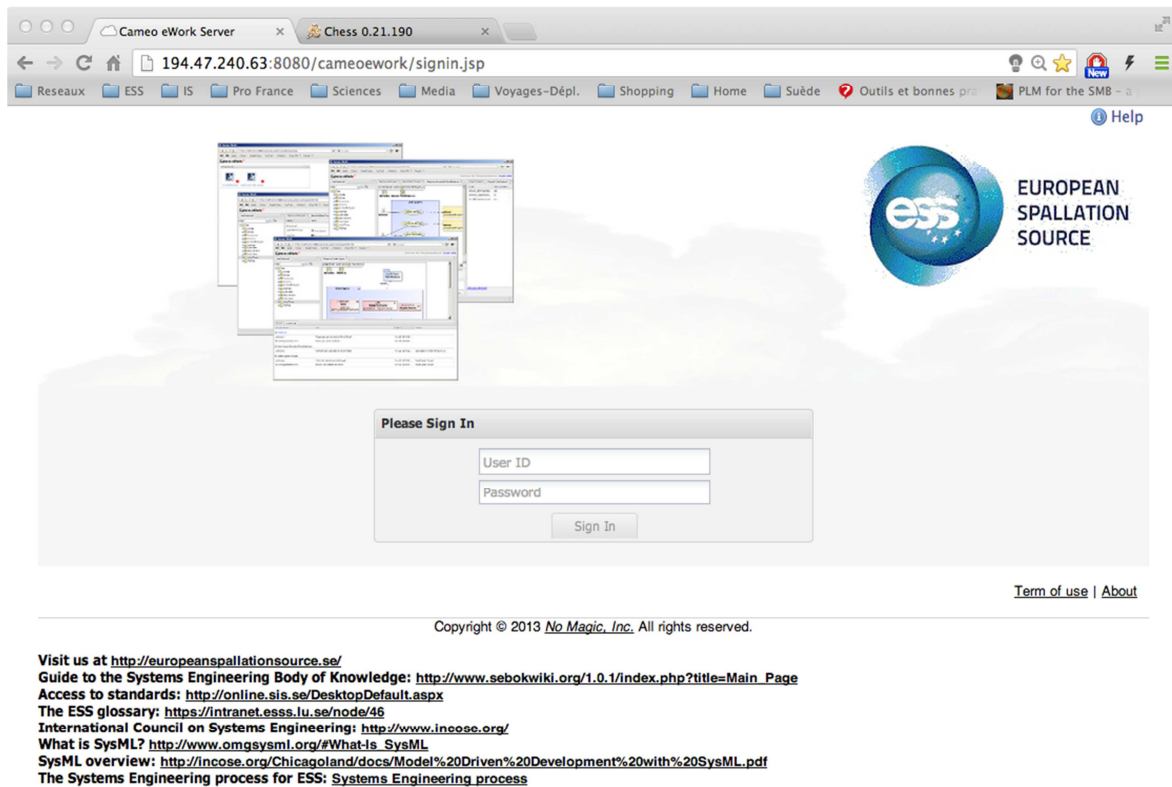 Cameo eWork Server
Chess 0.21.190
194.47.240.63:8080/cameoework/signin.jsp
New
Reseaux ESS IS Pro France Sciences Media Voyages-Dépl. Shopping Home Suède Outils et bonnes pra PLM for the SMB – a
Help
ess
EUROPEAN
SPALLATION
SOURCE
Please Sign In
User ID
Password
Sign In
Term of use | About
Copyright © 2013 No Magic, Inc. All rights reserved.
Visit us at http://europeanspallationsource.se/
Guide to the Systems Engineering Body of Knowledge: http://www.sebokwiki.org/1.0.1/index.php?title=Main_Page
Access to standards: http://online.sis.se/DesktopDefault.aspx
The ESS glossary: https://intranet.esss.lu.se/node/46
International Council on Systems Engineering: http://www.incose.org/
What is SysML? http://www.omgsysml.org/#What-Is_SysML
SysML overview: http://incose.org/Chicagoland/docs/Model%20Driven%20Development%20with%20SysML.pdf
The Systems Engineering process for ESS: Systems Engineering process